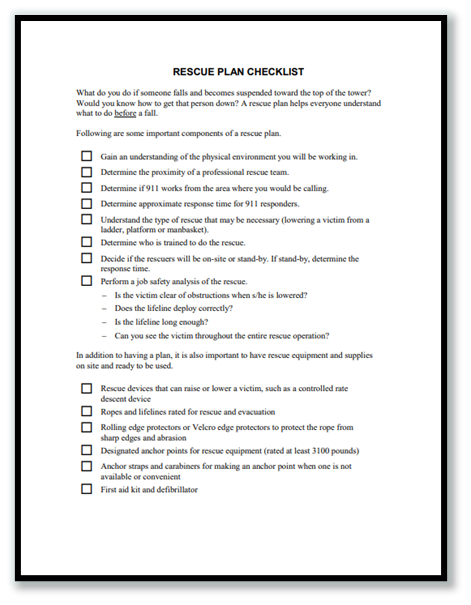 RESCUE PLAN CHECKLIST
What do you do if someone falls and becomes suspended toward the top of the tower?
Would you know how to get that person down? A rescue plan helps everyone understand
what to do before a fall.
Following are some important components of a rescue plan.
Gain an understanding of the physical environment you will be working in.
Determine the proximity of a professional rescue team.
Determine if 911 works from the area where you would be calling.
Determine approximate response time for 911 responders.
Understand the type of rescue that may be necessary (lowering a victim from a
ladder, platform or manbasket).
Determine who is trained to do the rescue.
Decide if the rescuers will be on-site or stand-by. If stand-by, determine the
response time.
Perform a job safety analysis of the rescue.
– Is the victim clear of obstructions when s/he is lowered?
– Does the lifeline deploy correctly?
– Is the lifeline long enough?
– Can you see the victim throughout the entire rescue operation?
In addition to having a plan, it is also important to have rescue equipment and supplies
on site and ready to be used.
Rescue devices that can raise or lower a victim, such as a controlled rate
descent device
Ropes and lifelines rated for rescue and evacuation
Rolling edge protectors or Velcro edge protectors to protect the rope from
sharp edges and abrasion
Designated anchor points for rescue equipment (rated at least 3100 pounds)
Anchor straps and carabiners for making an anchor point when one is not
available or convenient
First aid kit and defibrillator